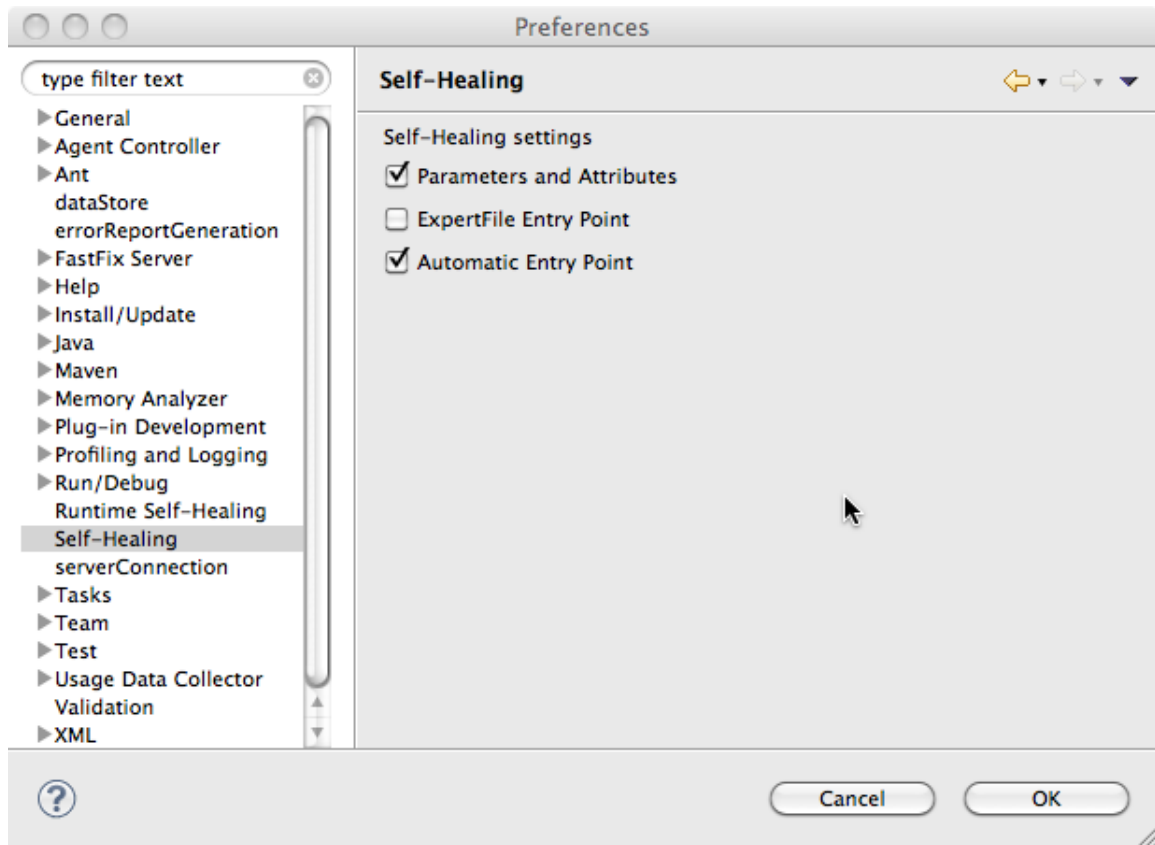 Preferences
type filter text
General
Agent Controller
Ant
dataStore
errorReportGeneration
FastFix Server
Help
Install/Update
Java
Maven
Memory Analyzer
Plug-in Development
Profiling and Logging
Run/Debug
Runtime Self-Healing
Self-Healing
serverConnection
Tasks
Team
Test
Usage Data Collector
Validation
XML
Self-Healing
Self-Healing settings
Parameters and Attributes
ExpertFile Entry Point
Automatic Entry Point
?
Cancel
OK